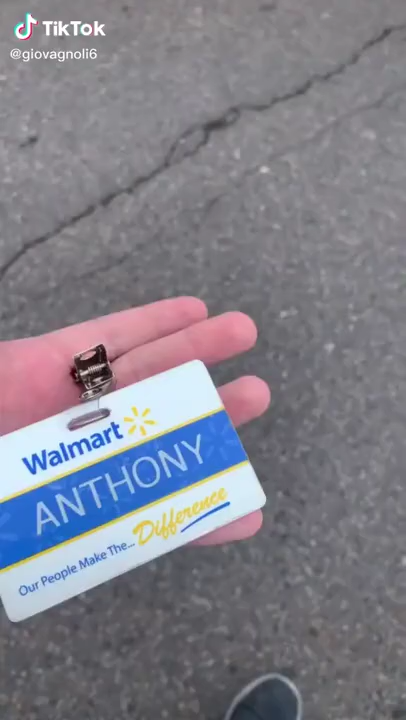 TikTok
@giovagnoli6
Walmart
ANTHONY
Our People Make The... Difference